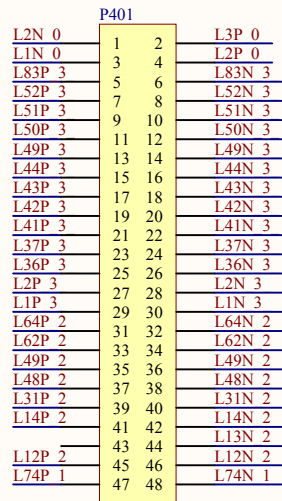 P401
L2N_0 1 2 L3P_0
L1N_0 3 4 L2P_0
L83P_3 5 6 L83N_3
L52P_3 7 8 L52N_3
L51P_3 9 10 L51N_3
L50P_3 11 12 L50N_3
L49P_3 13 14 L49N_3
L44P_3 15 16 L44N_3
L43P_3 17 18 L43N_3
L42P_3 19 20 L42N_3
L41P_3 21 22 L41N_3
L37P_3 23 24 L37N_3
L36P_3 25 26 L36N_3
L2P_3 27 28 L2N_3
L1P_3 29 30 L1N_3
L64P_2 31 32 L64N_2
L62P_2 33 34 L62N_2
L49P_2 35 36 L49N_2
L48P_2 37 38 L48N_2
L31P_2 39 40 L31N_2
L14P_2 41 42 L14N_2
43 44 L13N_2
L12P_2 45 46 L12N_2
L74P_1 47 48 L74N_1